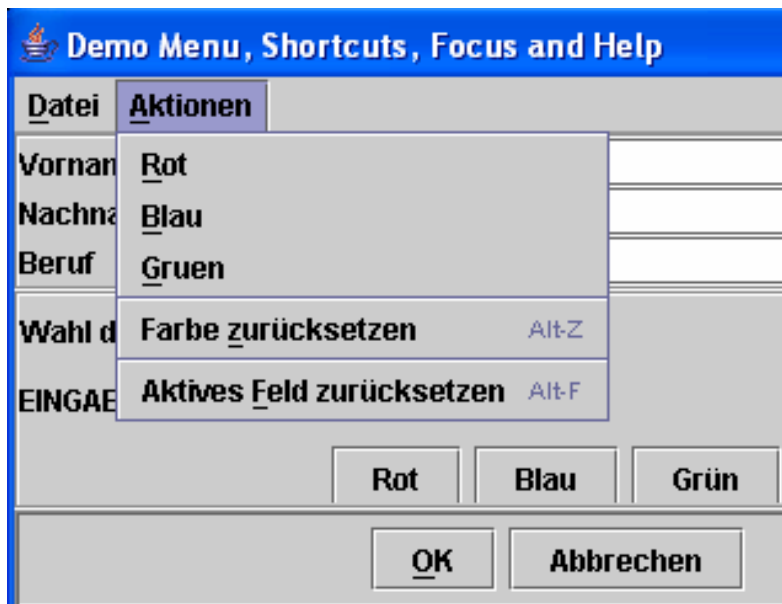 Demo Menu, Shortcuts, Focus and Help
Datei Aktionen
Rot
Blau
Beruf
Gruen
Farbe zurücksetzen Alt-Z
Aktives Feld zurücksetzen Alt-F
Rot Blau Grün
OK Abbrechen